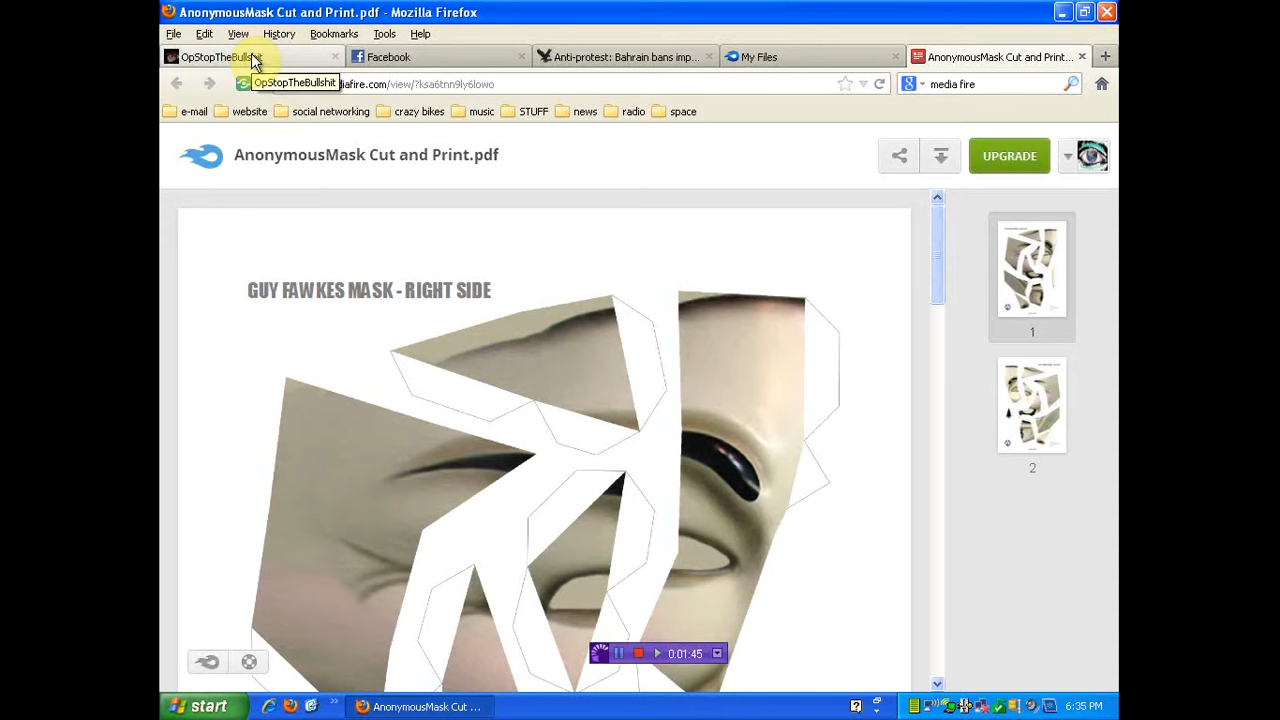 AnonymousMask Cut and Print.pdf - Mozilla Firefox
File Edit View History Bookmarks Tools Help
OpStopTheBullshit Facebook Anti-protest: Bahrain bans imp... My Files AnonymousMask Cut and Print....
OpStopTheBullshit
diafire.com/view/?ksa6tnn9ly6lowo media fire
e-mail website social networking crazy bikes music STUFF news radio space
AnonymousMask Cut and Print.pdf UPGRADE
GUY FAWKES MASK - RIGHT SIDE
1
2
0:01:45
start AnonymousMask Cut ... 6:35 PM